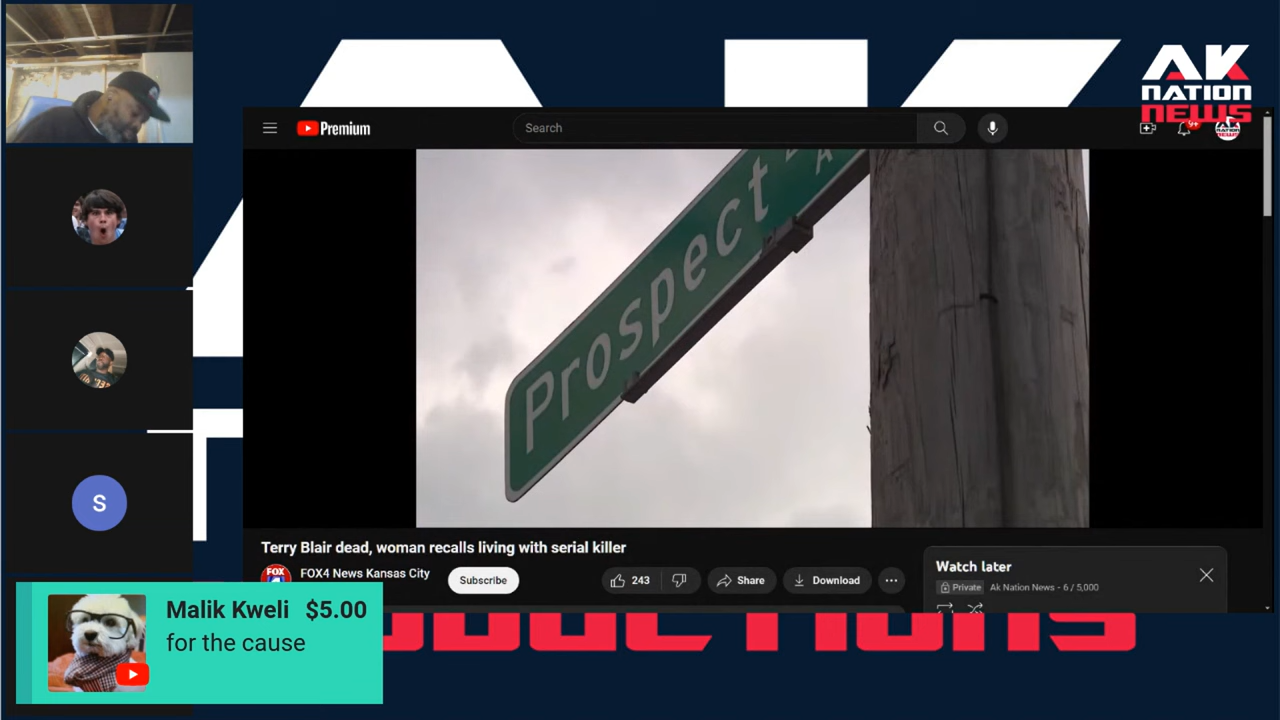 AK
NATION
NEWS
Premium
Search
9+
Prospect
A
Terry Blair dead, woman recalls living with serial killer
FOX4 News Kansas City
FOX
Subscribe
243
Share
Download
Watch later
Private
Ak Nation News - 6 / 5,000
S
Malik Kweli $5.00
for the cause